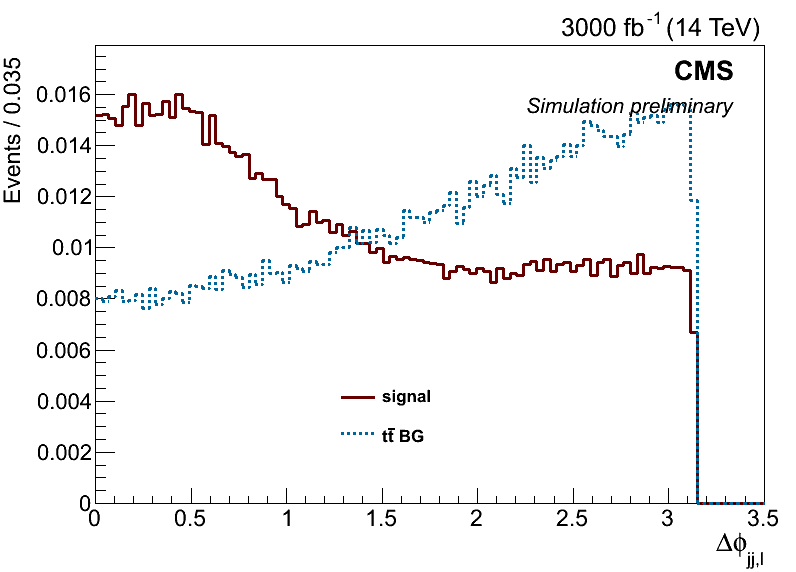 3000 fb⁻¹ (14 TeV)
CMS
Simulation preliminary
Events / 0.035
0.016
0.014
0.012
0.01
0.008
0.006
0.004
0.002
0
signal
tt̄ BG
0 0.5 1 1.5 2 2.5 3 3.5
Δϕjj,l